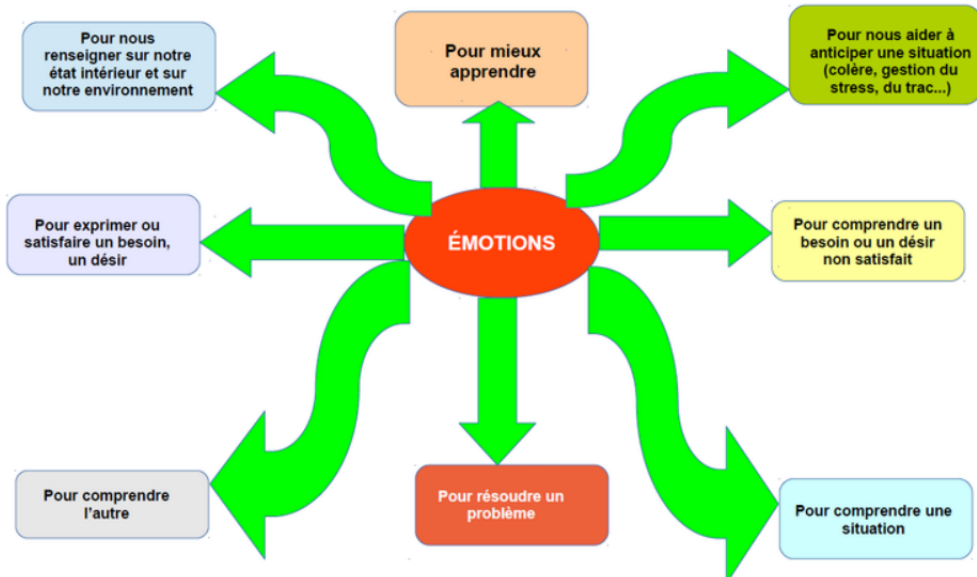 Pour nous
renseigner sur notre
état intérieur et sur
notre environnement
Pour mieux
apprendre
Pour nous aider à
anticiper une situation
(colère, gestion du
stress, du trac...)
Pour exprimer ou
satisfaire un besoin,
un désir
ÉMOTIONS
Pour comprendre un
besoin ou un désir
non satisfait
Pour comprendre
l'autre
Pour résoudre un
problème
Pour comprendre une
situation